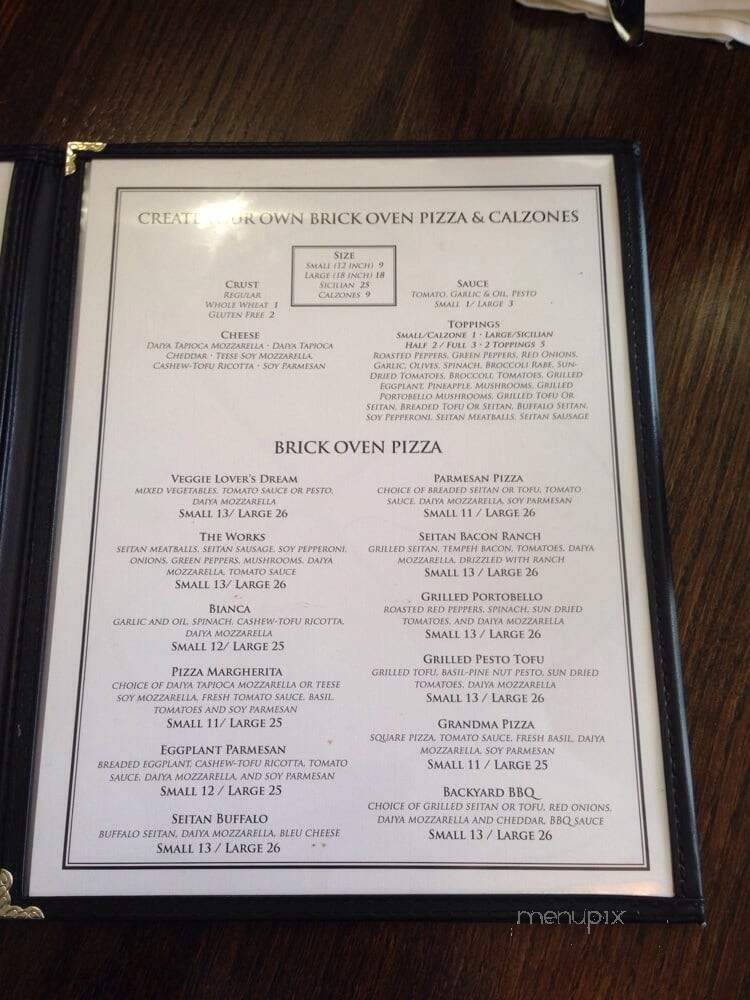 CREATE YOUR OWN BRICK OVEN PIZZA & CALZONES
SIZE
SMALL (12 INCH) 9
LARGE (18 INCH) 18
SICILIAN 25
CALZONES 9
CRUST
REGULAR
WHOLE WHEAT 1
GLUTEN FREE 2
SAUCE
TOMATO, GARLIC & OIL, PESTO
SMALL 1/ LARGE 3
CHEESE
DAIYA TAPIOCA MOZZARELLA · DAIYA TAPIOCA
CHEDDAR · TEESE SOY MOZZARELLA,
CASHEW-TOFU RICOTTA · SOY PARMESAN
TOPPINGS
SMALL/CALZONE 1 · LARGE/SICILIAN
HALF 2 / FULL 3 · 2 TOPPINGS 5
ROASTED PEPPERS, GREEN PEPPERS, RED ONIONS,
GARLIC, OLIVES, SPINACH, BROCCOLI RABE, SUN-
DRIED TOMATOES, BROCCOLI, TOMATOES, GRILLED
EGGPLANT, PINEAPPLE, MUSHROOMS, GRILLED
PORTOBELLO MUSHROOMS, GRILLED TOFU OR
SEITAN, BREADED TOFU OR SEITAN, BUFFALO SEITAN,
SOY PEPPERONI, SEITAN MEATBALLS, SEITAN SAUSAGE
BRICK OVEN PIZZA
VEGGIE LOVER'S DREAM
MIXED VEGETABLES, TOMATO SAUCE OR PESTO,
DAIYA MOZZARELLA
SMALL 13/ LARGE 26
THE WORKS
SEITAN MEATBALLS, SEITAN SAUSAGE, SOY PEPPERONI,
ONIONS, GREEN PEPPERS, MUSHROOMS, DAIYA
MOZZARELLA, TOMATO SAUCE
SMALL 13/ LARGE 26
BIANCA
GARLIC AND OIL, SPINACH, CASHEW-TOFU RICOTTA,
DAIYA MOZZARELLA
SMALL 12/ LARGE 25
PIZZA MARGHERITA
CHOICE OF DAIYA TAPIOCA MOZZARELLA OR TEESE
SOY MOZZARELLA, FRESH TOMATO SAUCE, BASIL,
TOMATOES AND SOY PARMESAN
SMALL 11/ LARGE 25
EGGPLANT PARMESAN
BREADED EGGPLANT, CASHEW-TOFU RICOTTA, TOMATO
SAUCE, DAIYA MOZZARELLA, AND SOY PARMESAN
SMALL 12 / LARGE 25
SEITAN BUFFALO
BUFFALO SEITAN, DAIYA MOZZARELLA, BLEU CHEESE
SMALL 13 / LARGE 26
PARMESAN PIZZA
CHOICE OF BREADED SEITAN OR TOFU, TOMATO
SAUCE, DAIYA MOZZARELLA, SOY PARMESAN
SMALL 11 / LARGE 26
SEITAN BACON RANCH
GRILLED SEITAN, TEMPEH BACON, TOMATOES, DAIYA
MOZZARELLA, DRIZZLED WITH RANCH
SMALL 13 / LARGE 26
GRILLED PORTOBELLO
ROASTED RED PEPPERS, SPINACH, SUN DRIED
TOMATOES, AND DAIYA MOZZARELLA
SMALL 13 / LARGE 26
GRILLED PESTO TOFU
GRILLED TOFU, BASIL-PINE NUT PESTO, SUN DRIED
TOMATOES, DAIYA MOZZARELLA
SMALL 13 / LARGE 26
GRANDMA PIZZA
SQUARE PIZZA, TOMATO SAUCE, FRESH BASIL, DAIYA
MOZZARELLA, SOY PARMESAN
SMALL 11 / LARGE 25
BACKYARD BBQ
CHOICE OF GRILLED SEITAN OR TOFU, RED ONIONS,
DAIYA MOZZARELLA AND CHEDDAR, BBQ SAUCE
SMALL 13 / LARGE 26
menupix